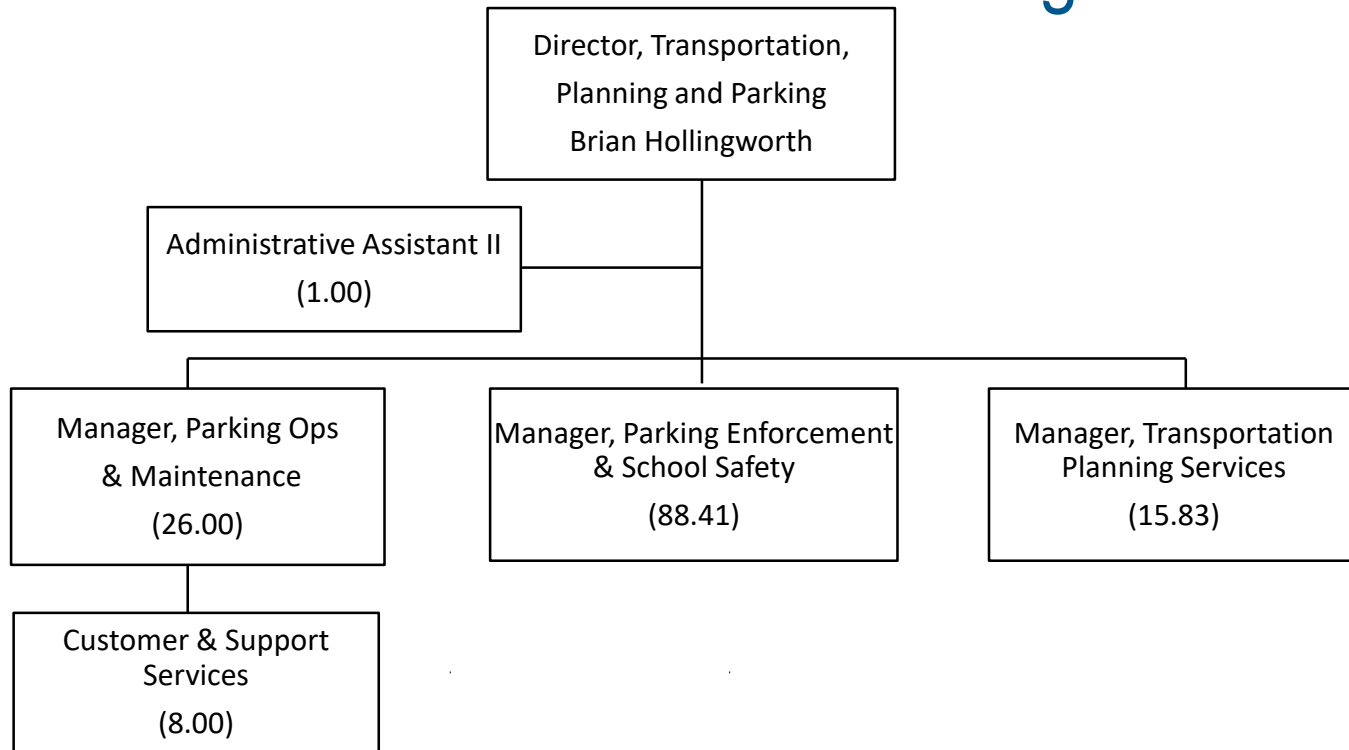 Director, Transportation,
Planning and Parking
Brian Hollingworth
Administrative Assistant II
(1.00)
Manager, Parking Ops
& Maintenance
(26.00)
Manager, Parking Enforcement
& School Safety
(88.41)
Manager, Transportation
Planning Services
(15.83)
Customer & Support
Services
(8.00)